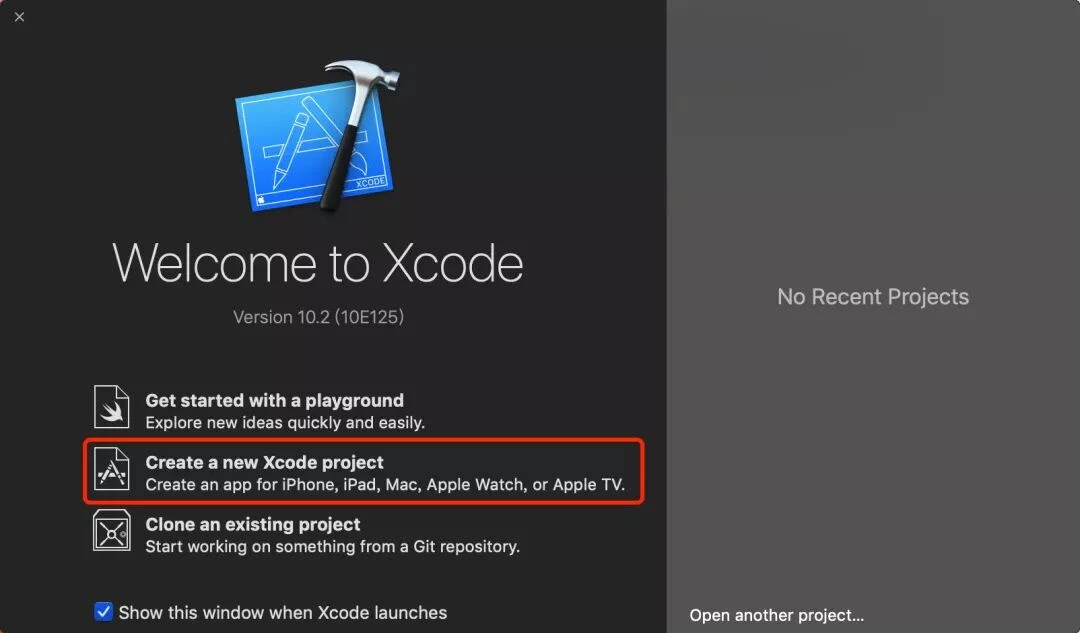 XCODE
Welcome to Xcode
Version 10.2 (10E125)
Get started with a playground
Explore new ideas quickly and easily.
Create a new Xcode project
Create an app for iPhone, iPad, Mac, Apple Watch, or Apple TV.
Clone an existing project
Start working on something from a Git repository.
Show this window when Xcode launches
No Recent Projects
Open another project...